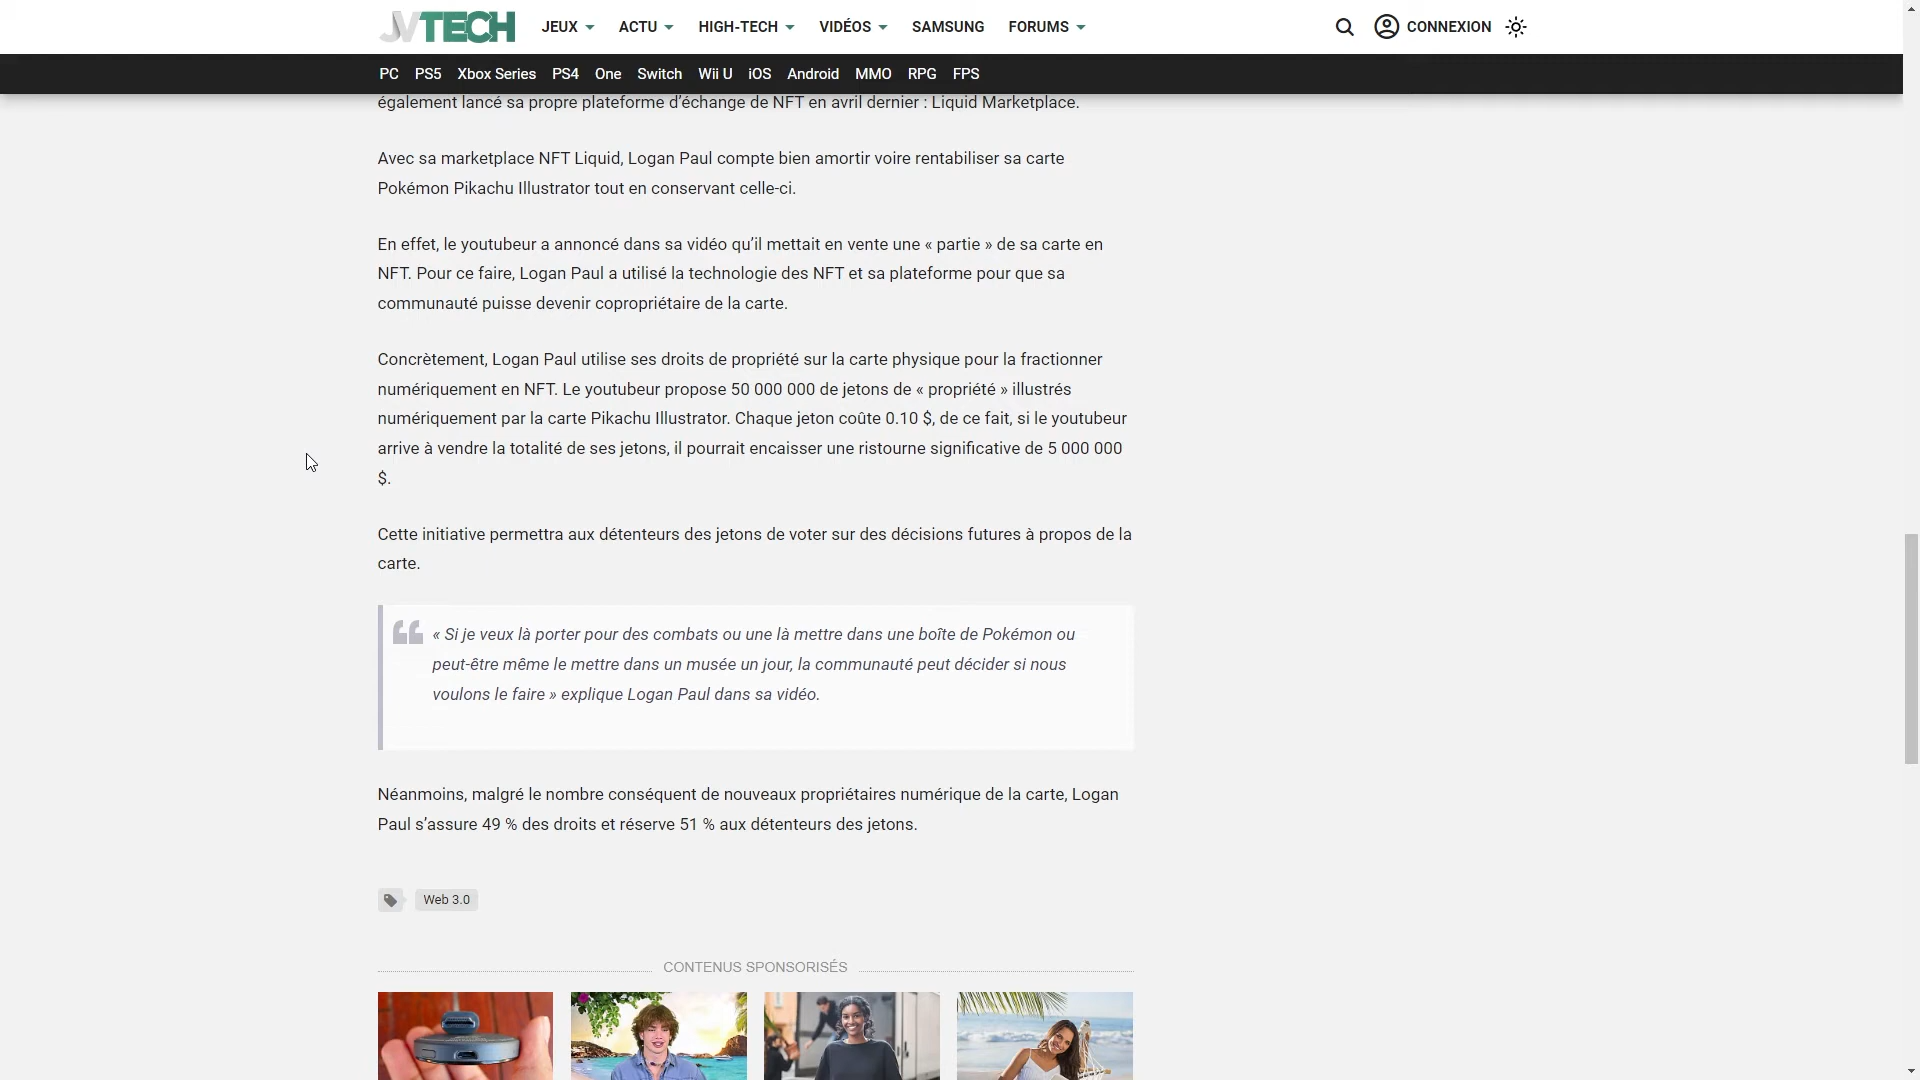 JVTECH JEUX ACTU HIGH-TECH VIDÉOS SAMSUNG FORUMS CONNEXION
PC PS5 Xbox Series PS4 One Switch Wii U iOS Android MMO RPG FPS
également lancé sa propre plateforme d’échange de NFT en avril dernier : Liquid Marketplace.
Avec sa marketplace NFT Liquid, Logan Paul compte bien amortir voire rentabiliser sa carte
Pokémon Pikachu Illustrator tout en conservant celle-ci.
En effet, le youtubeur a annoncé dans sa vidéo qu’il mettait en vente une « partie » de sa carte en
NFT. Pour ce faire, Logan Paul a utilisé la technologie des NFT et sa plateforme pour que sa
communauté puisse devenir copropriétaire de la carte.
Concrètement, Logan Paul utilise ses droits de propriété sur la carte physique pour la fractionner
numériquement en NFT. Le youtubeur propose 50 000 000 de jetons de « propriété » illustrés
numériquement par la carte Pikachu Illustrator. Chaque jeton coûte 0.10 $, de ce fait, si le youtubeur
arrive à vendre la totalité de ses jetons, il pourrait encaisser une ristourne significative de 5 000 000
$.
Cette initiative permettra aux détenteurs des jetons de voter sur des décisions futures à propos de la
carte.
« Si je veux là porter pour des combats ou une là mettre dans une boîte de Pokémon ou
peut-être même le mettre dans un musée un jour, la communauté peut décider si nous
voulons le faire » explique Logan Paul dans sa vidéo.
Néanmoins, malgré le nombre conséquent de nouveaux propriétaires numérique de la carte, Logan
Paul s’assure 49 % des droits et réserve 51 % aux détenteurs des jetons.
Web 3.0
CONTENUS SPONSORISÉS